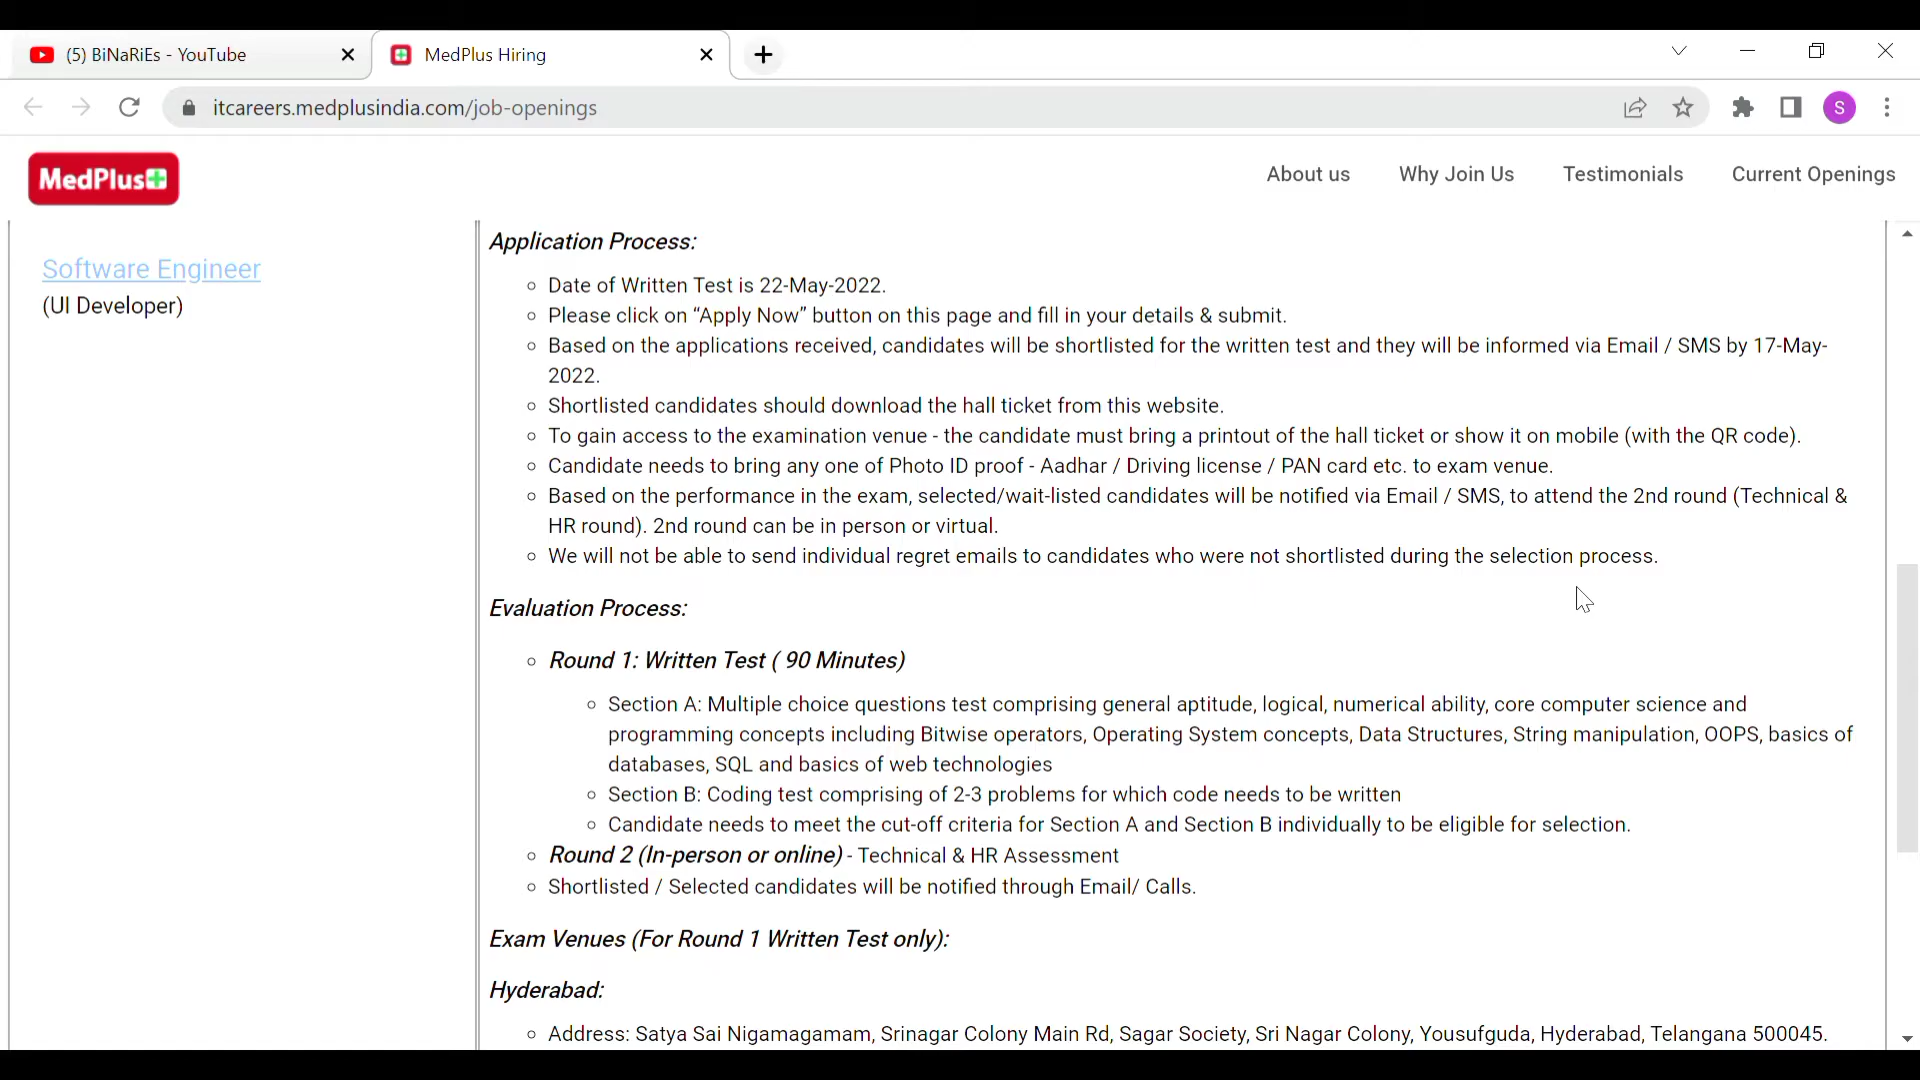 (5) BiNaRiEs - YouTube
MedPlus Hiring
itcareers.medplusindia.com/job-openings
S
MedPlus
About us
Why Join Us
Testimonials
Current Openings
Software Engineer
(UI Developer)
Application Process:
Date of Written Test is 22-May-2022.
Please click on “Apply Now” button on this page and fill in your details & submit.
Based on the applications received, candidates will be shortlisted for the written test and they will be informed via Email / SMS by 17-May-
2022.
Shortlisted candidates should download the hall ticket from this website.
To gain access to the examination venue - the candidate must bring a printout of the hall ticket or show it on mobile (with the QR code).
Candidate needs to bring any one of Photo ID proof - Aadhar / Driving license / PAN card etc. to exam venue.
Based on the performance in the exam, selected/wait-listed candidates will be notified via Email / SMS, to attend the 2nd round (Technical &
HR round). 2nd round can be in person or virtual.
We will not be able to send individual regret emails to candidates who were not shortlisted during the selection process.
Evaluation Process:
Round 1: Written Test ( 90 Minutes)
Section A: Multiple choice questions test comprising general aptitude, logical, numerical ability, core computer science and
programming concepts including Bitwise operators, Operating System concepts, Data Structures, String manipulation, OOPS, basics of
databases, SQL and basics of web technologies
Section B: Coding test comprising of 2-3 problems for which code needs to be written
Candidate needs to meet the cut-off criteria for Section A and Section B individually to be eligible for selection.
Round 2 (In-person or online) - Technical & HR Assessment
Shortlisted / Selected candidates will be notified through Email/ Calls.
Exam Venues (For Round 1 Written Test only):
Hyderabad:
Address: Satya Sai Nigamagamam, Srinagar Colony Main Rd, Sagar Society, Sri Nagar Colony, Yousufguda, Hyderabad, Telangana 500045.